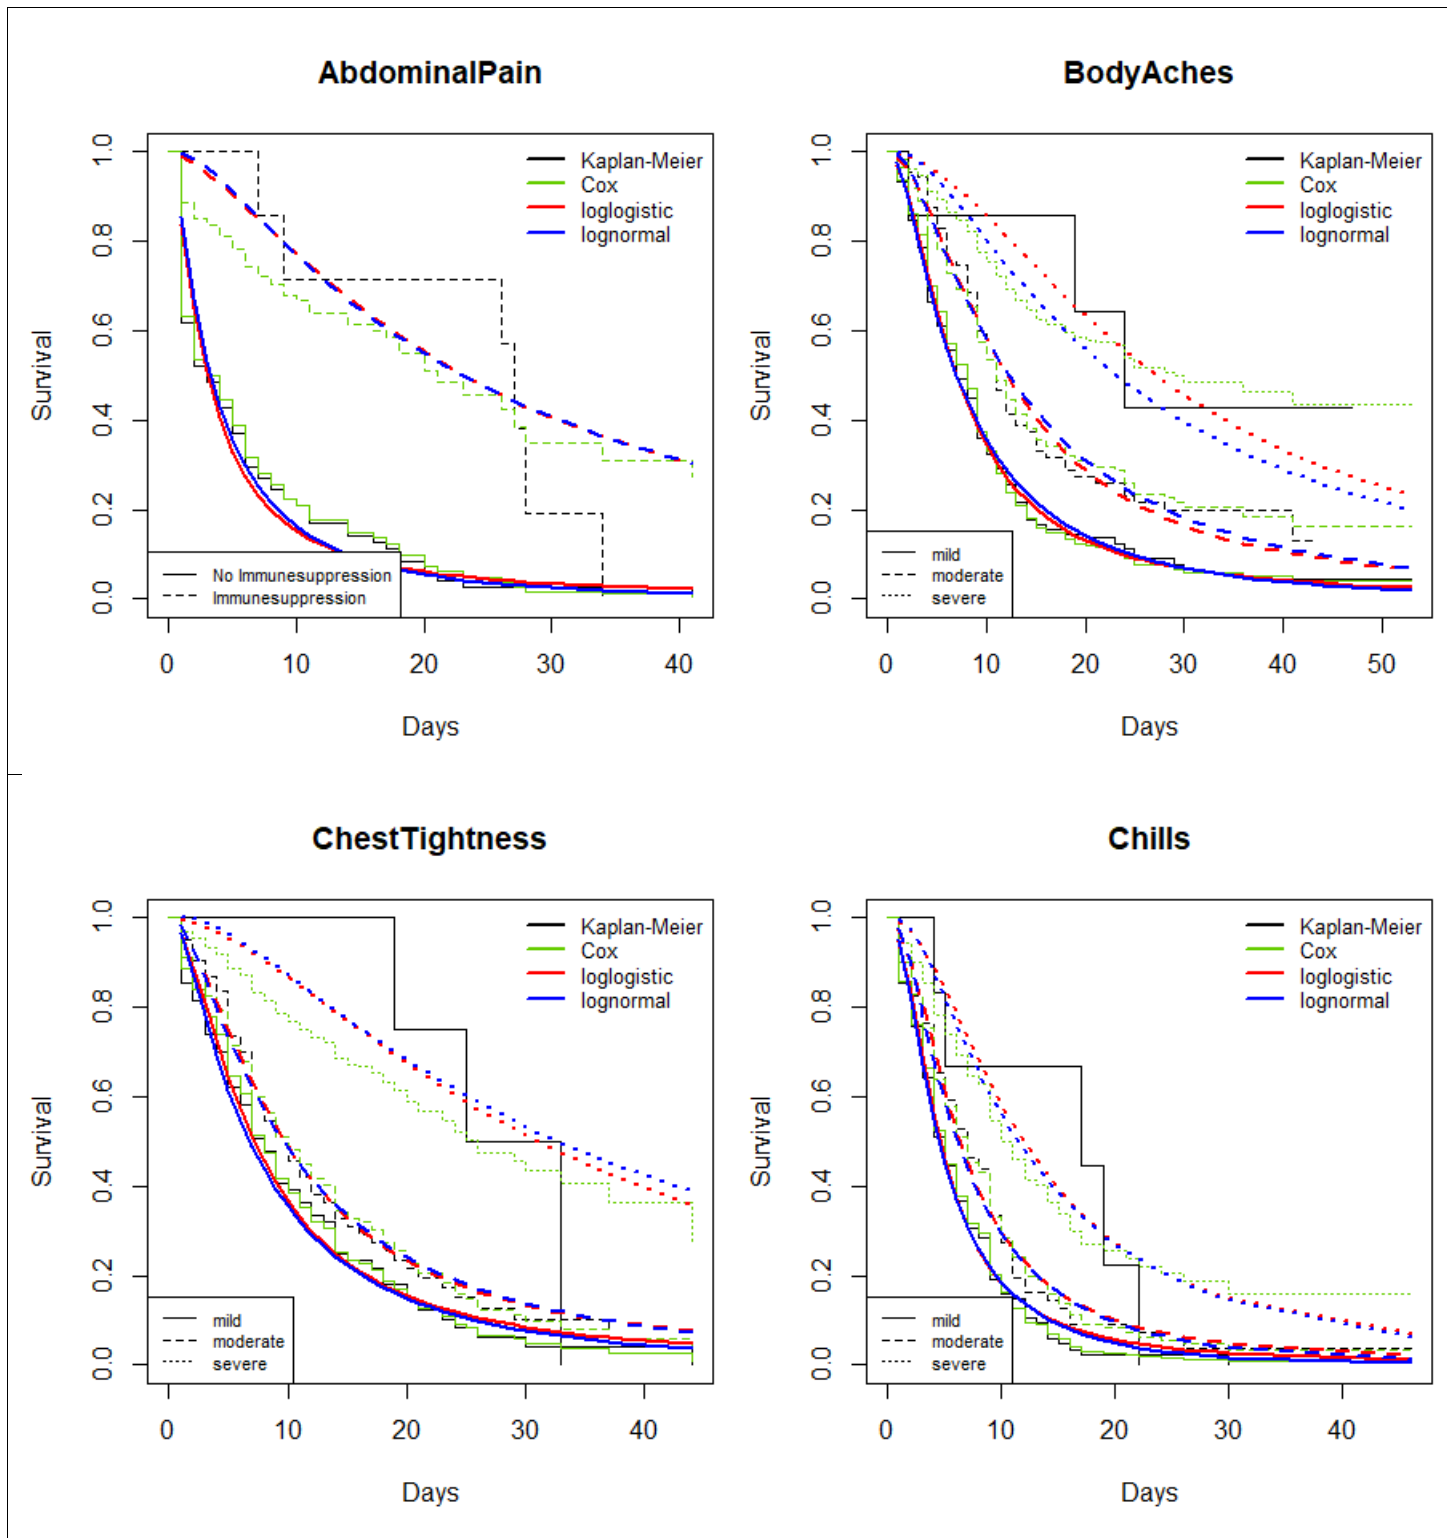 AbdominalPain
Survival
1.0
0.8
0.6
0.4
0.2
0.0
Kaplan-Meier
Cox
loglogistic
lognormal
No Immunesuppression
Immunesuppression
0 10 20 30 40
Days
BodyAches
Survival
1.0
0.8
0.6
0.4
0.2
0.0
Kaplan-Meier
Cox
loglogistic
lognormal
mild
moderate
severe
0 10 20 30 40 50
Days
ChestTightness
Survival
1.0
0.8
0.6
0.4
0.2
0.0
Kaplan-Meier
Cox
loglogistic
lognormal
mild
moderate
severe
0 10 20 30 40
Days
Chills
Survival
1.0
0.8
0.6
0.4
0.2
0.0
Kaplan-Meier
Cox
loglogistic
lognormal
mild
moderate
severe
0 10 20 30 40
Days